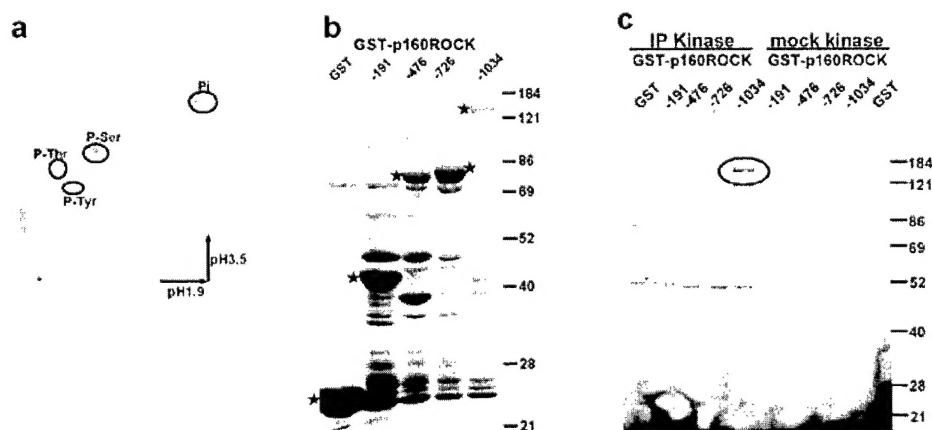 a
Pi
P-Ser
P-Thr
P-Tyr
pH3.5
pH1.9
b
GST-p160ROCK
GST
-191
-476
-726
-1034
184
121
86
69
52
40
28
21
c
IP Kinase
mock kinase
GST-p160ROCK
GST-p160ROCK
GST
-191
-476
-726
-1034
-191
-476
-726
-1034
GST
184
121
86
69
52
40
28
21